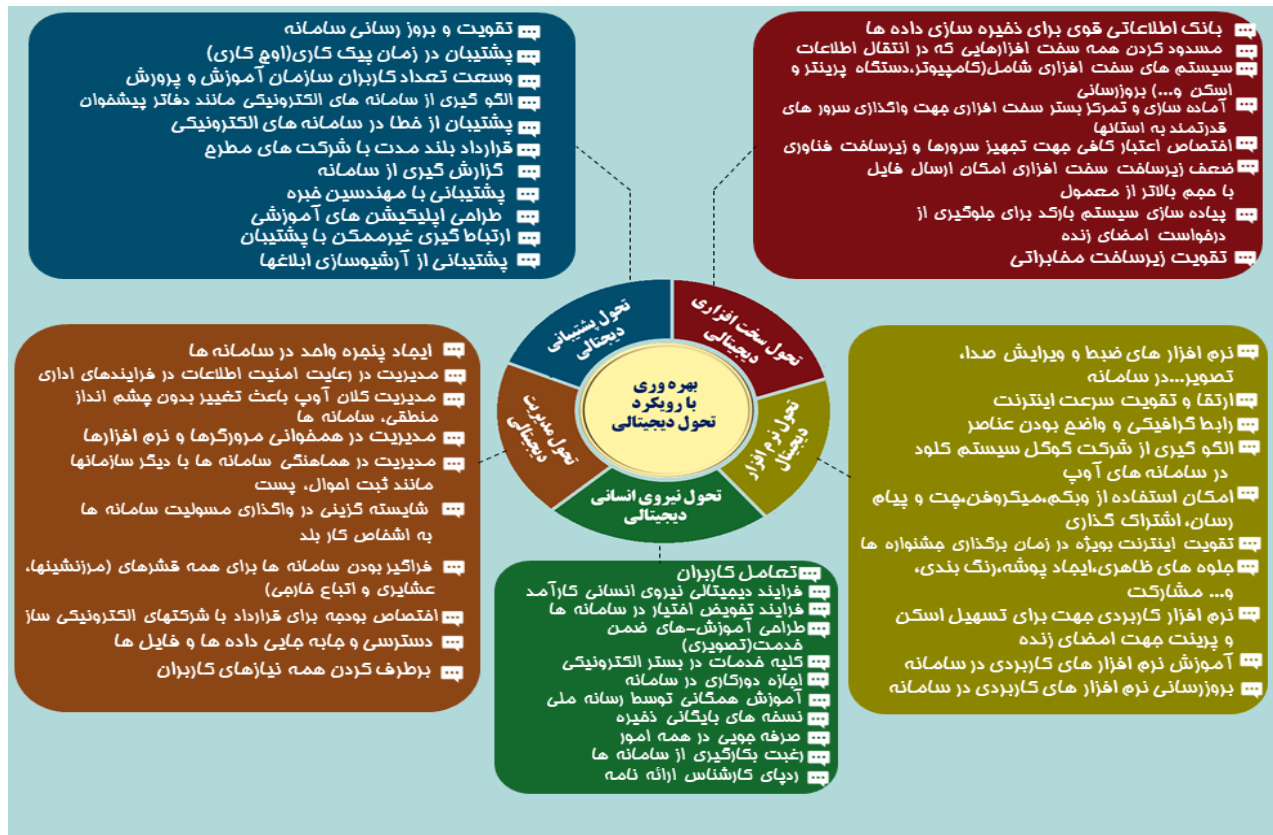 بانک اطلاعاتی قوی برای ذخیره سازی داده ها
مسدود کردن همه سخت افزارهایی که در انتقال اطلاعات
سیستم های سخت افزاری شامل(کامپیوتر،دستگاه پرینتر و
اسکن و...) بروزرسانی
آماده سازی و تمرکز بستر سخت افزاری جهت واگذاری سرور های
قدرتمند به استانها
اختصاص اعتبار کافی جهت تجهیز سرورها و زیرساخت فناوری
ضعف زیرساخت سخت افزاری امکان ارسال فایل
با حجم بالاتر از معمول
پیاده سازی سیستم بارکد برای جلوگیری از
درخواست امضای زنده
تقویت زیرساخت مخابراتی
تقویت و بروز رسانی سامانه
پشتیبان در زمان پیک کاری(اوج کاری)
وسعت تعداد کاربران سازمان آموزش و پرورش
الگو گیری از سامانه های الکترونیکی مانند دفاتر پیشخوان
پشتیبان از خطا در سامانه های الکترونیکی
قرارداد بلند مدت با شرکت های مطرح
گزارش گیری از سامانه
پشتیبانی با مهندسین خبره
طراحی اپلیکیشن های آموزشی
ارتباط گیری غیرممکن با پشتیبان
پشتیبانی از آرشیوسازی ابلاغها
تحول سخت افزاری
دیجیتالی
تحول پشتیبانی
دیجتالی
بهره وری
با رویکرد
تحول دیجیتالی
تحول نرم افزار
دیجیتال
تحول مدیریت
دیجیتالی
تحول نیروی انسانی
دیجیتالی
نرم افزار های ضبط و ویرایش صدا،
تصویر...در سامانه
ارتقا و تقویت سرعت اینترنت
رابط گرافیکی و واضع بودن عناصر
الگو گیری از شرکت گوگل سیستم کلود
در سامانه های آوپ
امکان استفاده از وبکم،میکروفن،چت و پیام
رسان، اشتراک گذاری
تقویت اینترنت بویژه در زمان برگذاری جشنواره ها
جلوه های ظاهری،ایجاد پوشه،رنگ بندی،
و... مشارکت
نرم افزار کاربردی جهت برای تسهیل اسکن
و پرینت جهت امضای زنده
آموزش نرم افزار های کاربردی در سامانه
بروزرسانی نرم افزار های کاربردی در سامانه
ایجاد پنجره واحد در سامانه ها
مدیریت در رعایت امنیت اطلاعات در فرایندهای اداری
مدیریت کلان آوپ باعث تغییر بدون چشم انداز
منطقی، سامانه ها
مدیریت در همخوانی مرورگرها و نرم افزارها
مدیریت در هماهنگی سامانه ها با دیگر سازمانها
مانند ثبت اموال، پست
شایسته گزینی در واگذاری مسولیت سامانه ها
به اشخاص کار بلد
فراگیر بودن سامانه ها برای همه قشرهای (مرزنشینها،
عشایری و اتباع خارجی)
اختصاص بودجه برای قرارداد با شرکتهای الکترونیکی ساز
دسترسی و جابه جایی داده ها و فایل ها
برطرف کردن همه نیازهای کاربران
تعامل کاربران
فرایند دیجیتالی نیروی انسانی کارآمد
فرایند تفویض اختیار در سامانه ها
طراحی آموزش-های ضمن
خدمت(تصویری)
کلیه خدمات در بستر الکترونیکی
اجازه دورکاری در سامانه
آموزش همگانی توسط رسانه ملی
نسخه های بایگانی ذخیره
صرفه جویی در همه امور
رغبت بکارگیری از سامانه ها
ردپای کارشناس ارائه نامه